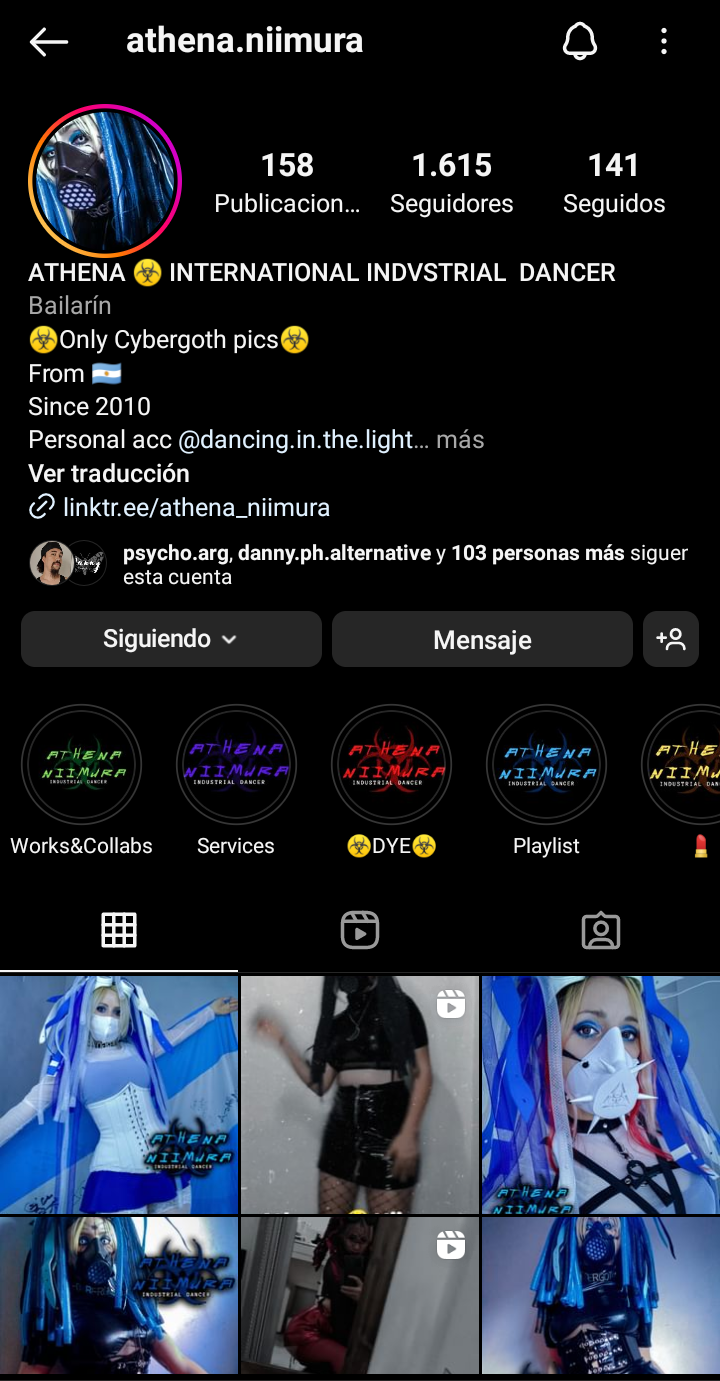 athena.niimura
158
1.615
141
Publicacion...
Seguidores
Seguidos
ATHENA ☣ INTERNATIONAL INDVSTRIAL DANCER
Bailarín
☣Only Cybergoth pics☣
From 🇦🇷
Since 2010
Personal acc @dancing.in.the.light... más
Ver traducción
linktr.ee/athena_niimura
psycho.arg, danny.ph.alternative y 103 personas más siguen
esta cuenta
Siguiendo
Mensaje
ATHENA
NIIMURA
INDUSTRIAL DANCER
ATHENA
NIIMURA
INDUSTRIAL DANCER
ATHENA
NIIMURA
INDUSTRIAL DANCER
ATHENA
NIIMURA
INDUSTRIAL DANCER
Works&Collabs
Services
☣DYE☣
Playlist
💄
ATHENA
NIIMURA
INDUSTRIAL DANCER
ATHENA
NIIMURA
ATHENA
NIIMURA
INDUSTRIAL DANCER